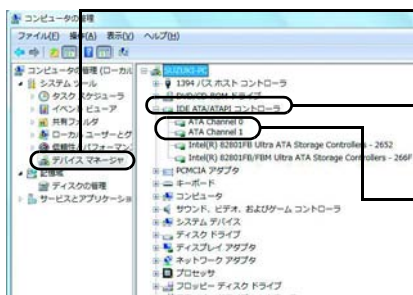 コンピュータの管理
ファイル(F) 操作(A) 表示(V) ヘルプ(H)
コンピュータの管理 (ローカル
システム ツール
タスク スケジューラ
イベント ビューア
共有フォルダ
ローカル ユーザーとグ
信頼性とパフォーマン
デバイス マネージャ
記憶域
ディスクの管理
サービスとアプリケーショ
SUZUKI-PC
1394 バス ホスト コントローラ
DVD/CD-ROM ドライブ
IDE ATA/ATAPI コントローラ
ATA Channel 0
ATA Channel 1
Intel(R) 82801FB Ultra ATA Storage Controllers - 2652
Intel(R) 82801FB/FBM Ultra ATA Storage Controllers - 266F
PCMCIA アダプタ
キーボード
コンピュータ
サウンド、ビデオ、およびゲーム コントローラ
システム デバイス
ディスク ドライブ
ディスプレイ アダプタ
ネットワーク アダプタ
プロセッサ
フロッピー ディスク ドライブ